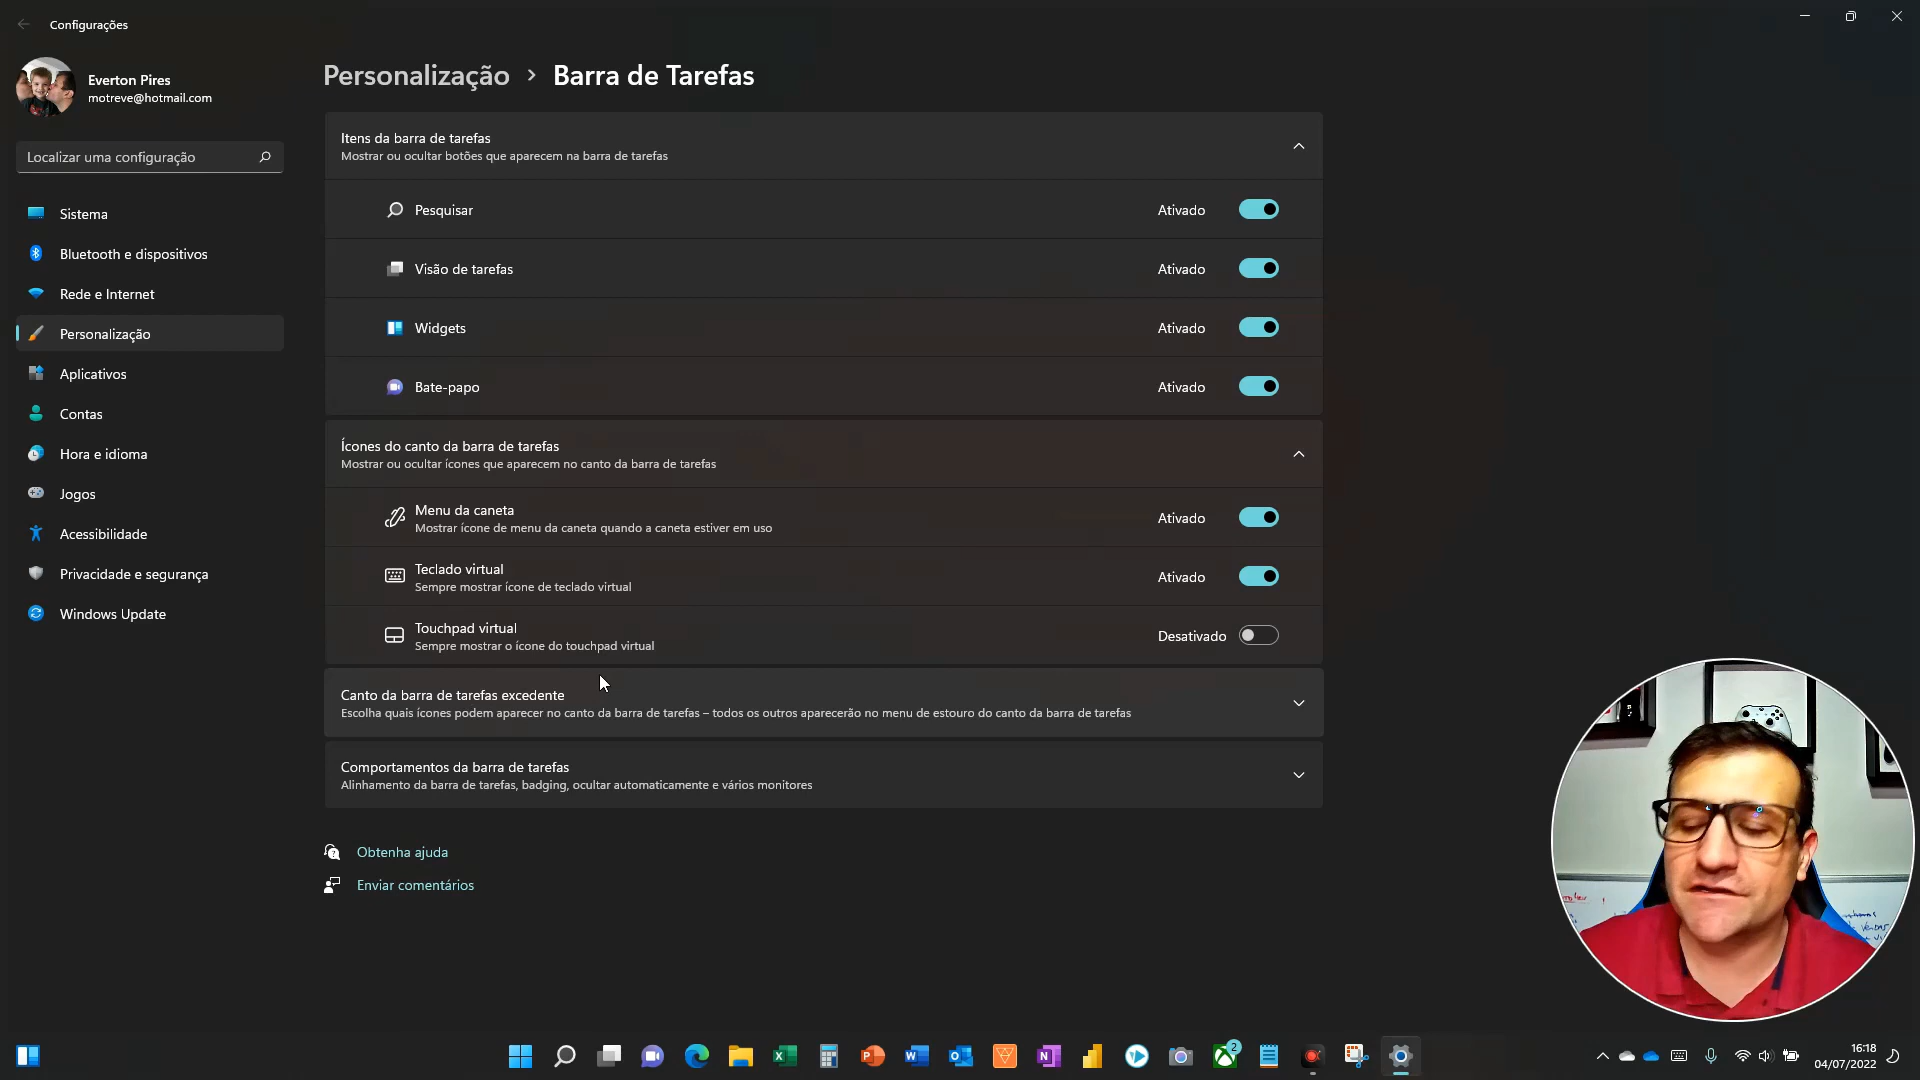 Configurações
Everton Pires
motreve@hotmail.com
Localizar uma configuração
Sistema
Bluetooth e dispositivos
Rede e Internet
Personalização
Aplicativos
Contas
Hora e idioma
Jogos
Acessibilidade
Privacidade e segurança
Windows Update
Personalização > Barra de Tarefas
Itens da barra de tarefas
Mostrar ou ocultar botões que aparecem na barra de tarefas
Pesquisar Ativado
Visão de tarefas Ativado
Widgets Ativado
Bate-papo Ativado
Ícones do canto da barra de tarefas
Mostrar ou ocultar ícones que aparecem no canto da barra de tarefas
Menu da caneta
Mostrar ícone de menu da caneta quando a caneta estiver em uso
Ativado
Teclado virtual
Sempre mostrar ícone de teclado virtual
Ativado
Touchpad virtual
Sempre mostrar o ícone do touchpad virtual
Desativado
Canto da barra de tarefas excedente
Escolha quais ícones podem aparecer no canto da barra de tarefas – todos os outros aparecerão no menu de estouro do canto da barra de tarefas
Comportamentos da barra de tarefas
Alinhamento da barra de tarefas, badging, ocultar automaticamente e vários monitores
Obtenha ajuda
Enviar comentários
2
16:18
04/07/2022